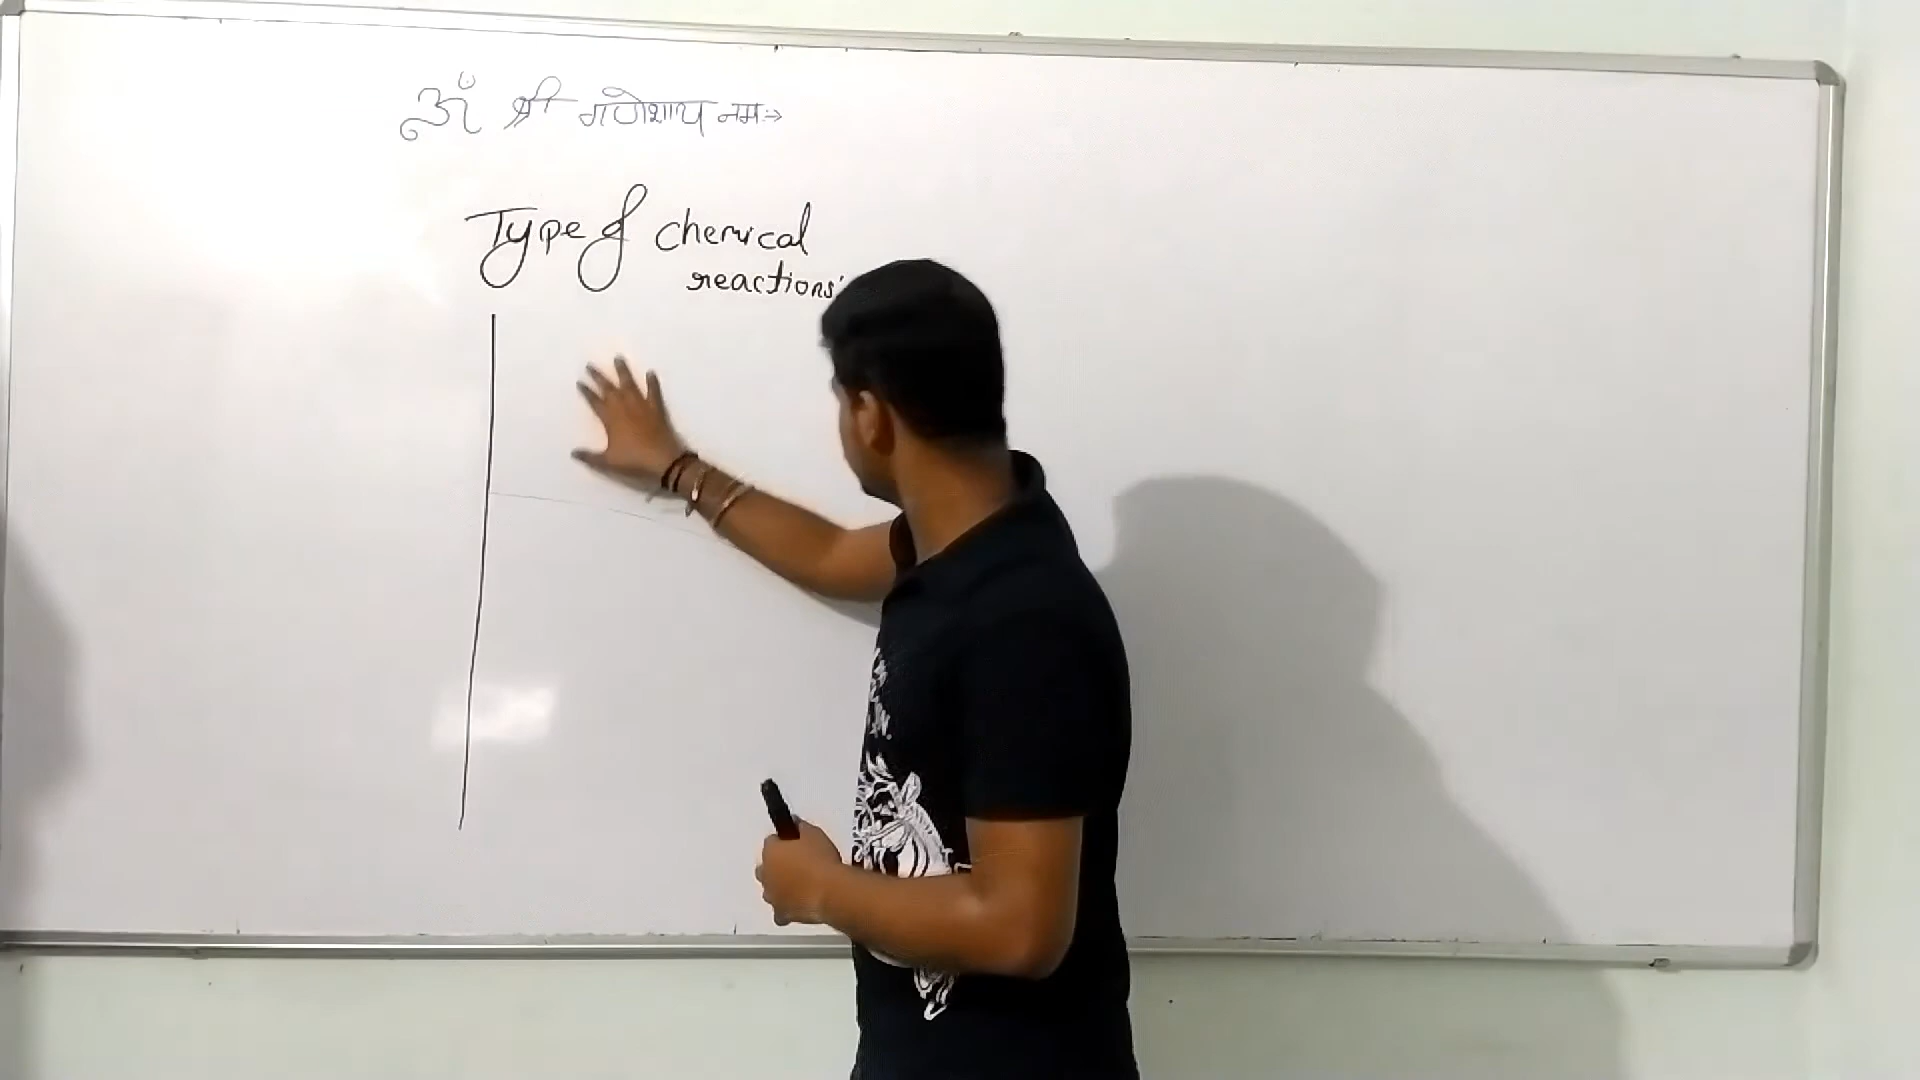 ॐ श्री गणेशाय नमः
Type of chemical
reactions